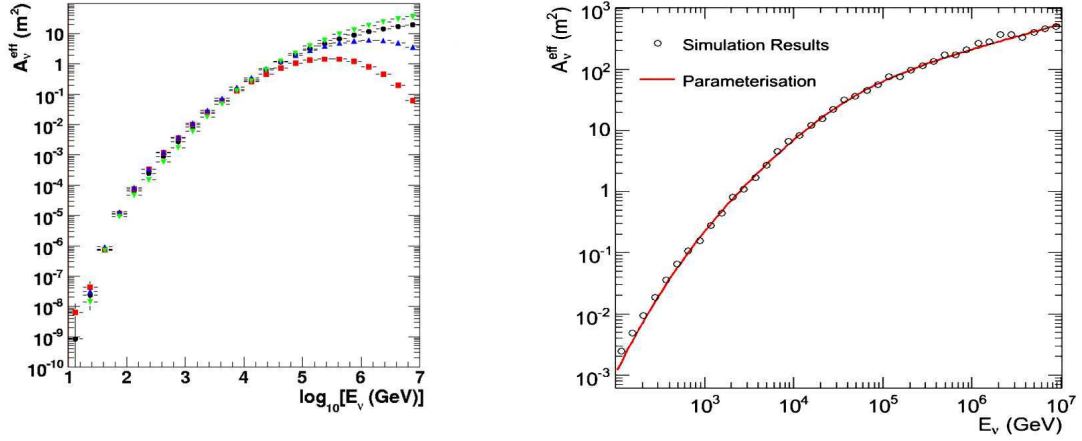 A_ν^eff (m²)
10
1
10⁻¹
10⁻²
10⁻³
10⁻⁴
10⁻⁵
10⁻⁶
10⁻⁷
10⁻⁸
10⁻⁹
10⁻¹⁰
1 2 3 4 5 6 7
log₁₀[E_ν (GeV)]
A_ν^eff (m²)
10³
10²
10
1
10⁻¹
10⁻²
10⁻³
Simulation Results
Parameterisation
10³ 10⁴ 10⁵ 10⁶ 10⁷
E_ν (GeV)